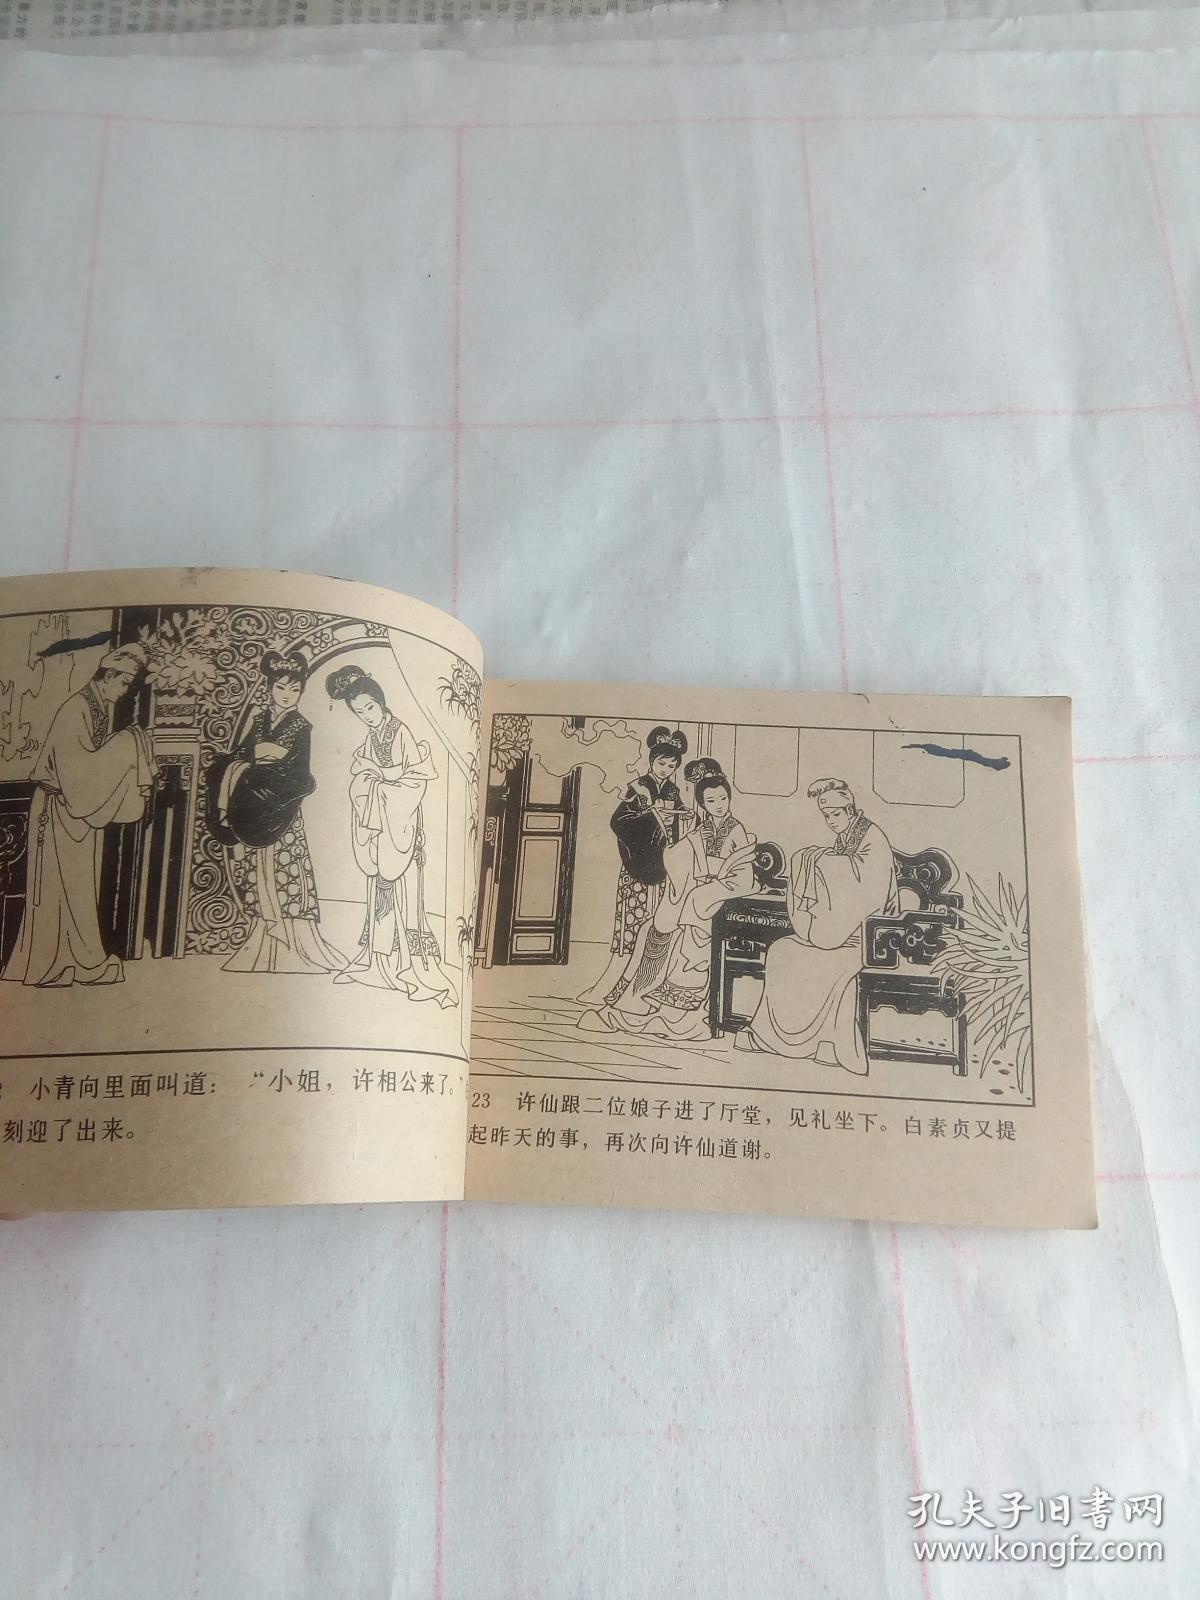 小青向里面叫道：“小姐，许相公来了。”
刻迎了出来。
23 许仙跟二位娘子进了厅堂，见礼坐下。白素贞又提
起昨天的事，再次向许仙道谢。
孔夫子旧书网
www.kongfz.com